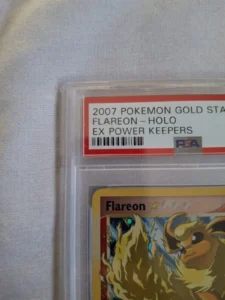 2007 POKEMON GOLD STA
FLAREON - HOLO
EX POWER KEEPERS
PSA
Flareon